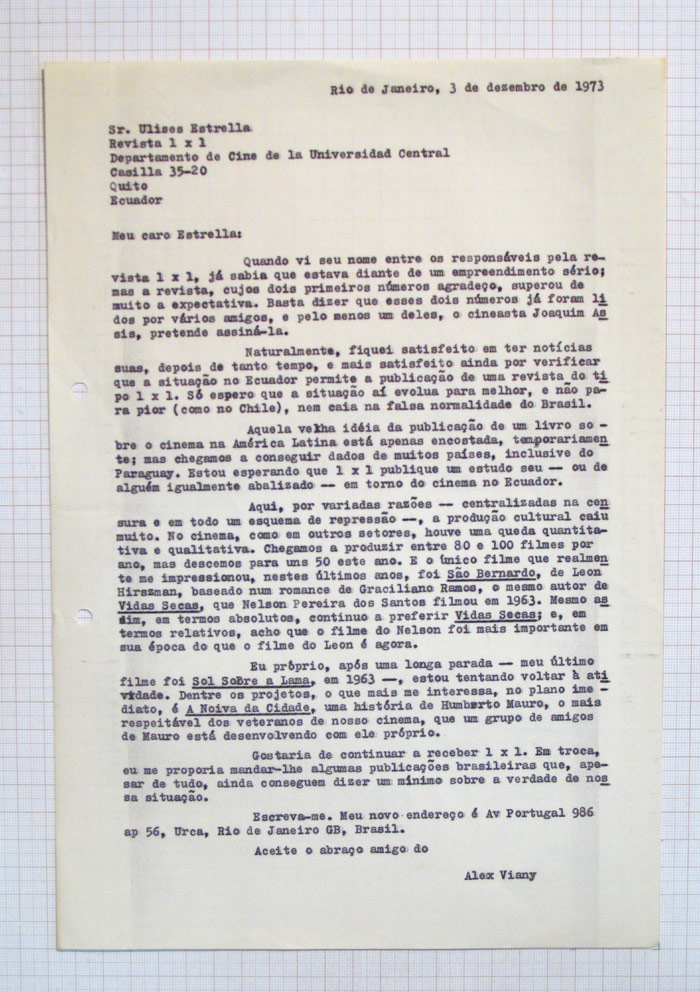 Rio de Janeiro, 3 de dezembro de 1973
Sr. Ulises Estrella
Revista 1 x 1
Departamento de Cine de la Universidad Central
Casilla 35-20
Quito
Ecuador
Meu caro Estrella:
Quando vi seu nome entre os responsáveis pela re-
vista 1 x 1, já sabia que estava diante de um empreendimento sério;
mas a revista, cujos dois primeiros números agradeço, superou de
muito a expectativa. Basta dizer que esses dois números já foram li
dos por vários amigos, e pelo menos um deles, o cineasta Joaquim As
sis, pretende assiná-la.
Naturalmente, fiquei satisfeito em ter notícias
suas, depois de tanto tempo, e mais satisfeito ainda por verificar
que a situação no Ecuador permite a publicação de uma revista do ti
po 1 x 1. Só espero que a situação aí evolua para melhor, e não pa-
ra pior (como no Chile), nem caia na falsa normalidade do Brasil.
Aquela velha idéia da publicação de um livro so -
bre o cinema na América Latina está apenas encostada, temporariamen
te; mas chegamos a conseguir dados de muitos países, inclusive do
Paraguay. Estou esperando que 1 x 1 publique um estudo seu — ou de
alguém igualmente abalizado — em torno do cinema no Ecuador.
Aqui, por variadas razões — centralizadas na cen
sura e em todo um esquema de repressão —, a produção cultural caiu
muito. No cinema, como em outros setores, houve uma queda quantita-
tiva e qualitativa. Chegamos a produzir entre 80 e 100 filmes por
ano, mas descemos para uns 50 este ano. E o único filme que realmen
te me impressionou, nestes últimos anos, foi São Bernardo, de Leon
Hirszman, baseado num romance de Graciliano Ramos, o mesmo autor de
Vidas Secas, que Nelson Pereira dos Santos filmou em 1963. Mesmo as
sim, em termos absolutos, continuo a preferir Vidas Secas; e, em
termos relativos, acho que o filme do Nelson foi mais importante em
sua época do que o filme do Leon é agora.
Eu próprio, após uma longa parada — meu último
filme foi Sol Sobre a Lama, em 1963 —, estou tentando voltar à ati
vidade. Dentre os projetos, o que mais me interessa, no plano ime -
diato, é A Noiva da Cidade, uma história de Humberto Mauro, o mais
respeitável dos veteranos de nosso cinema, que um grupo de amigos
de Mauro está desenvolvendo com ele próprio.
Gostaria de continuar a receber 1 x 1. Em troca,
eu me proporia mandar-lhe algumas publicações brasileiras que, ape-
sar de tudo, ainda conseguem dizer um mínimo sobre a verdade de nos
sa situação.
Escreva-me. Meu novo endereço é Av Portugal 986
ap 56, Urca, Rio de Janeiro GB, Brasil.
Aceite o abraço amigo do
Alex Viany